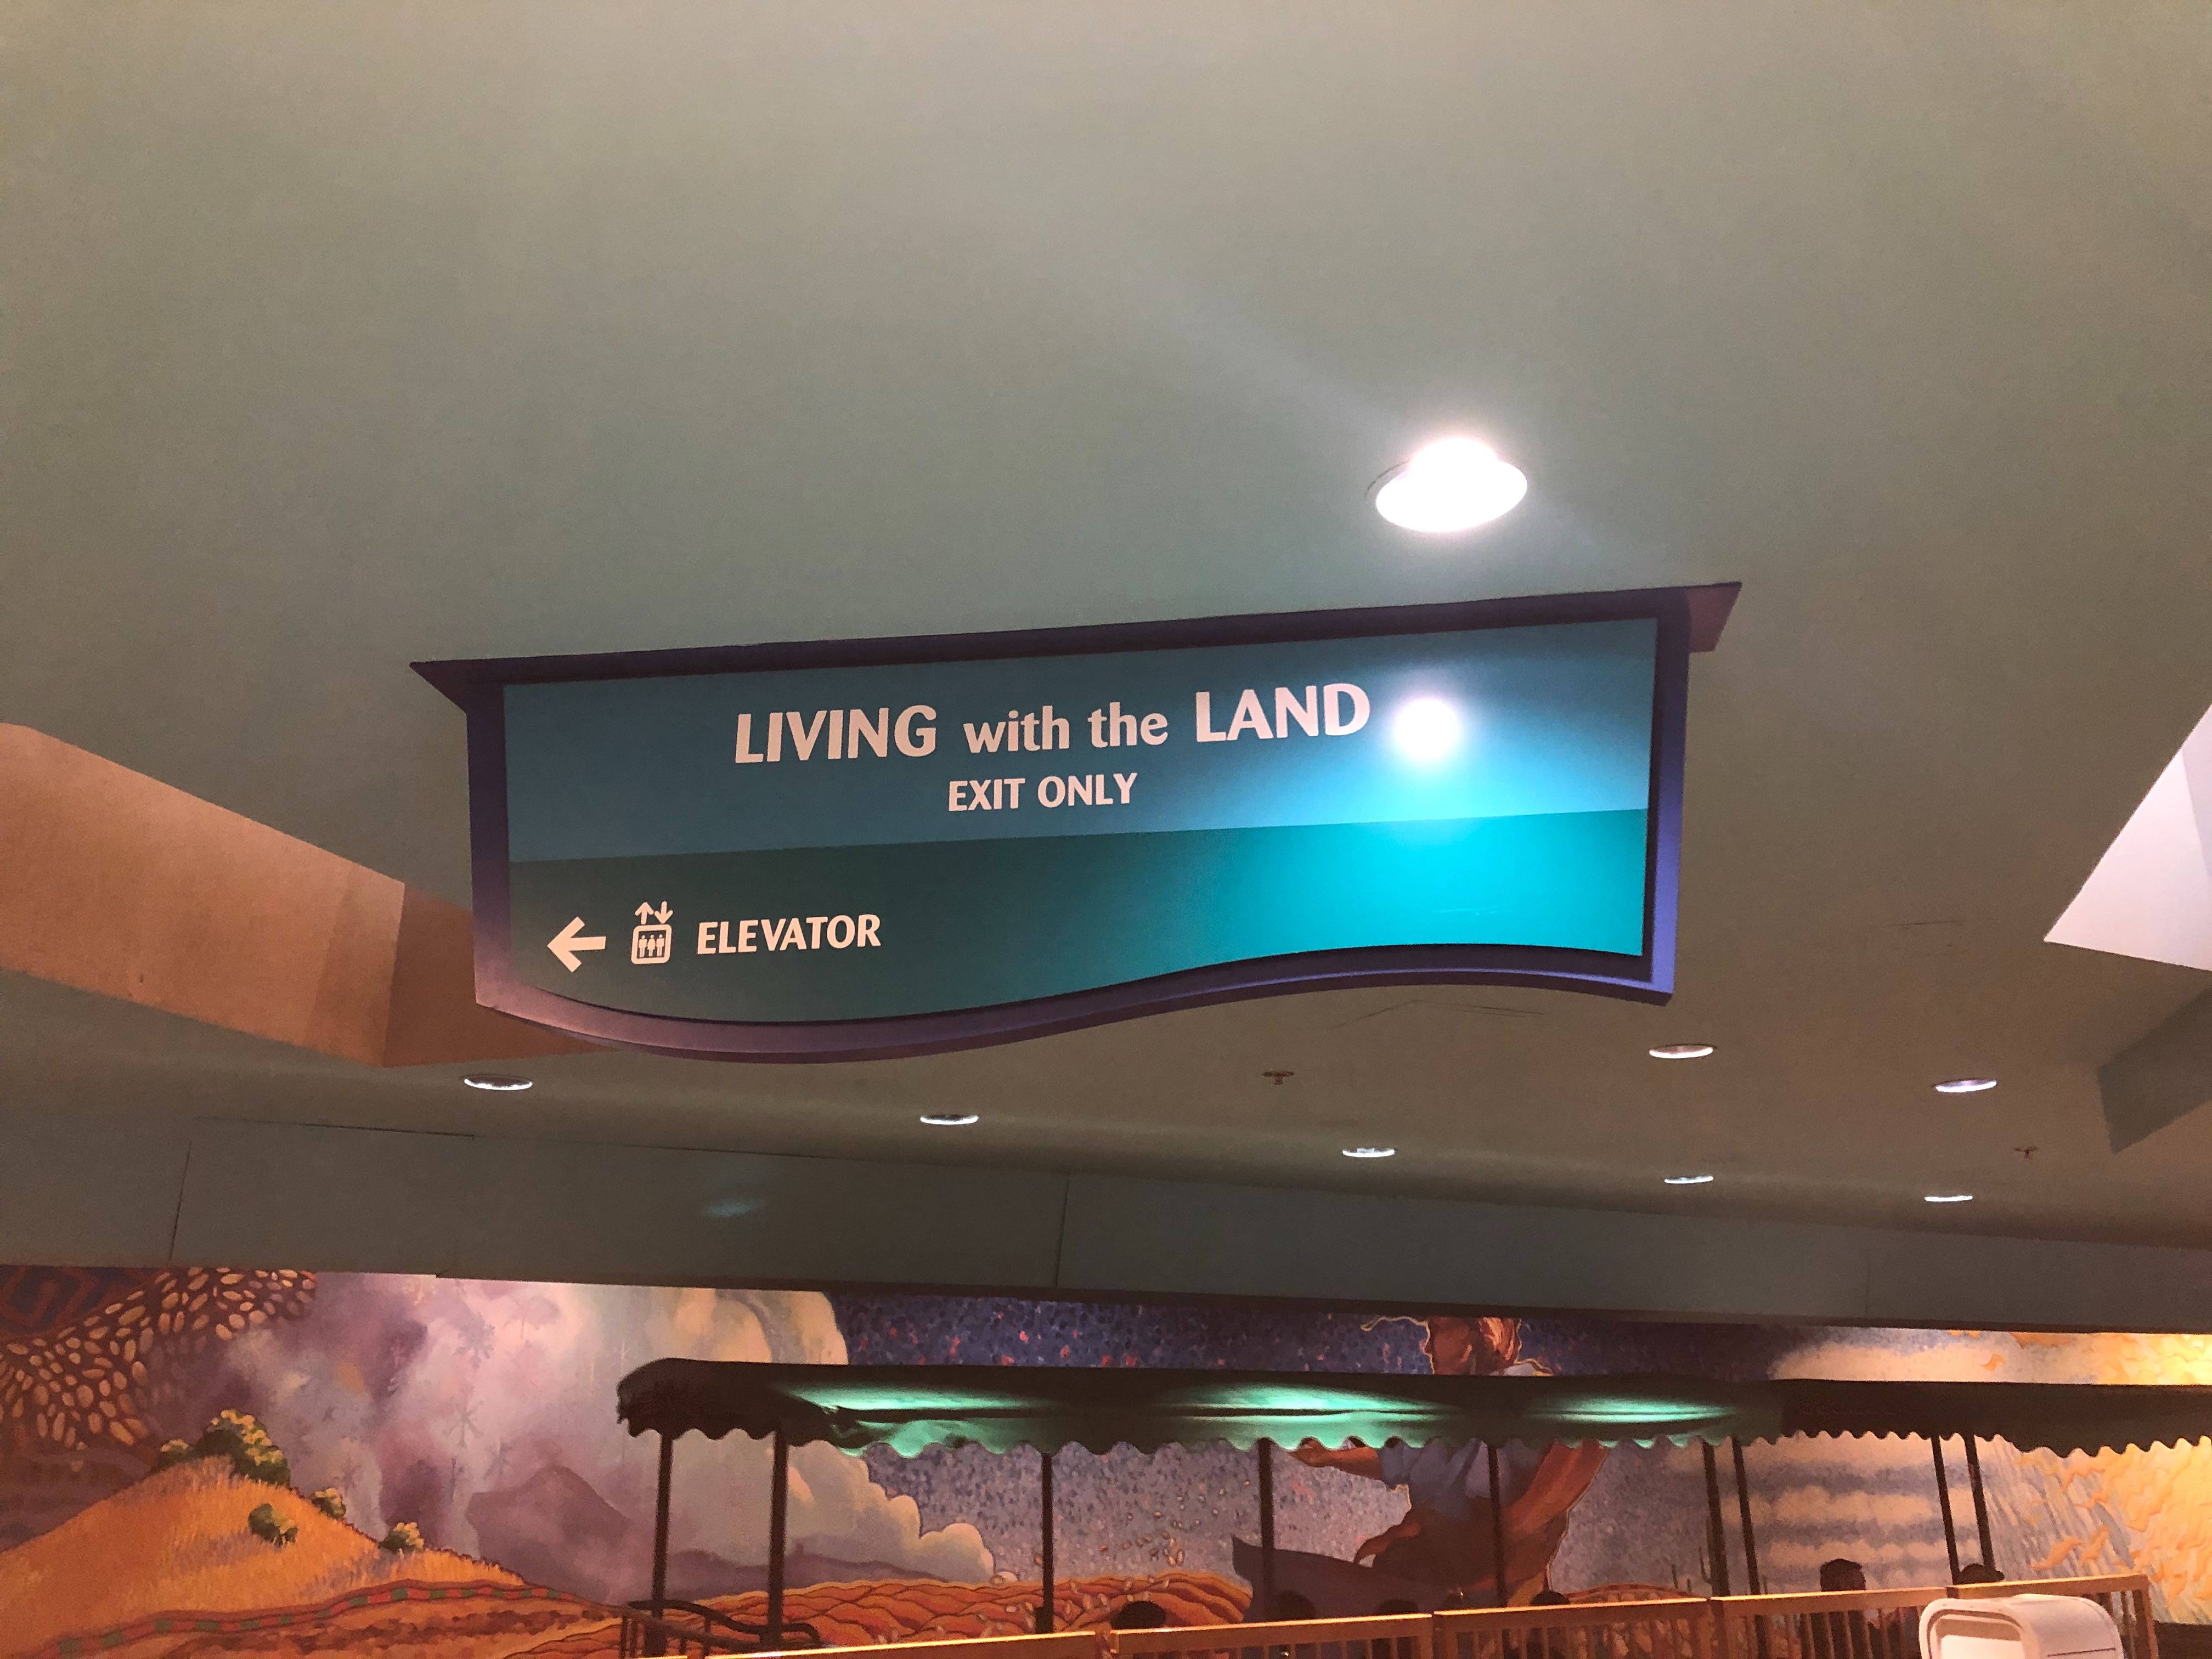 LIVING with the LAND
EXIT ONLY
ELEVATOR